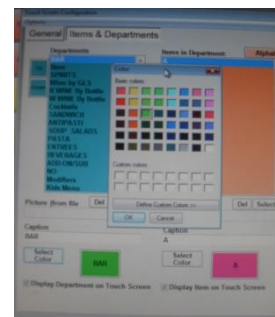 Touch Screen Configuration
Options
General Items & Departments
Departments
Items in Department:
BAR
A
Beer
SPIRITS
Wine by GLS
R WINE By Bottle
W WINE By Bottle
Cocktails
SANDWICH
ANTIPASTI
SOUP SALADS
PASTA
ENTREES
BEVERAGES
ADD ON/SUB
NO
Modifiers
Kids Menu
Color
Basic colors:
Custom colors:
Define Custom Colors >>
OK
Cancel
Picture from file
Del
Del
Select
Caption
BAR
Caption
A
Select Color
BAR
Select Color
A
Display Department on Touch Screen
Display Item on Touch Screen